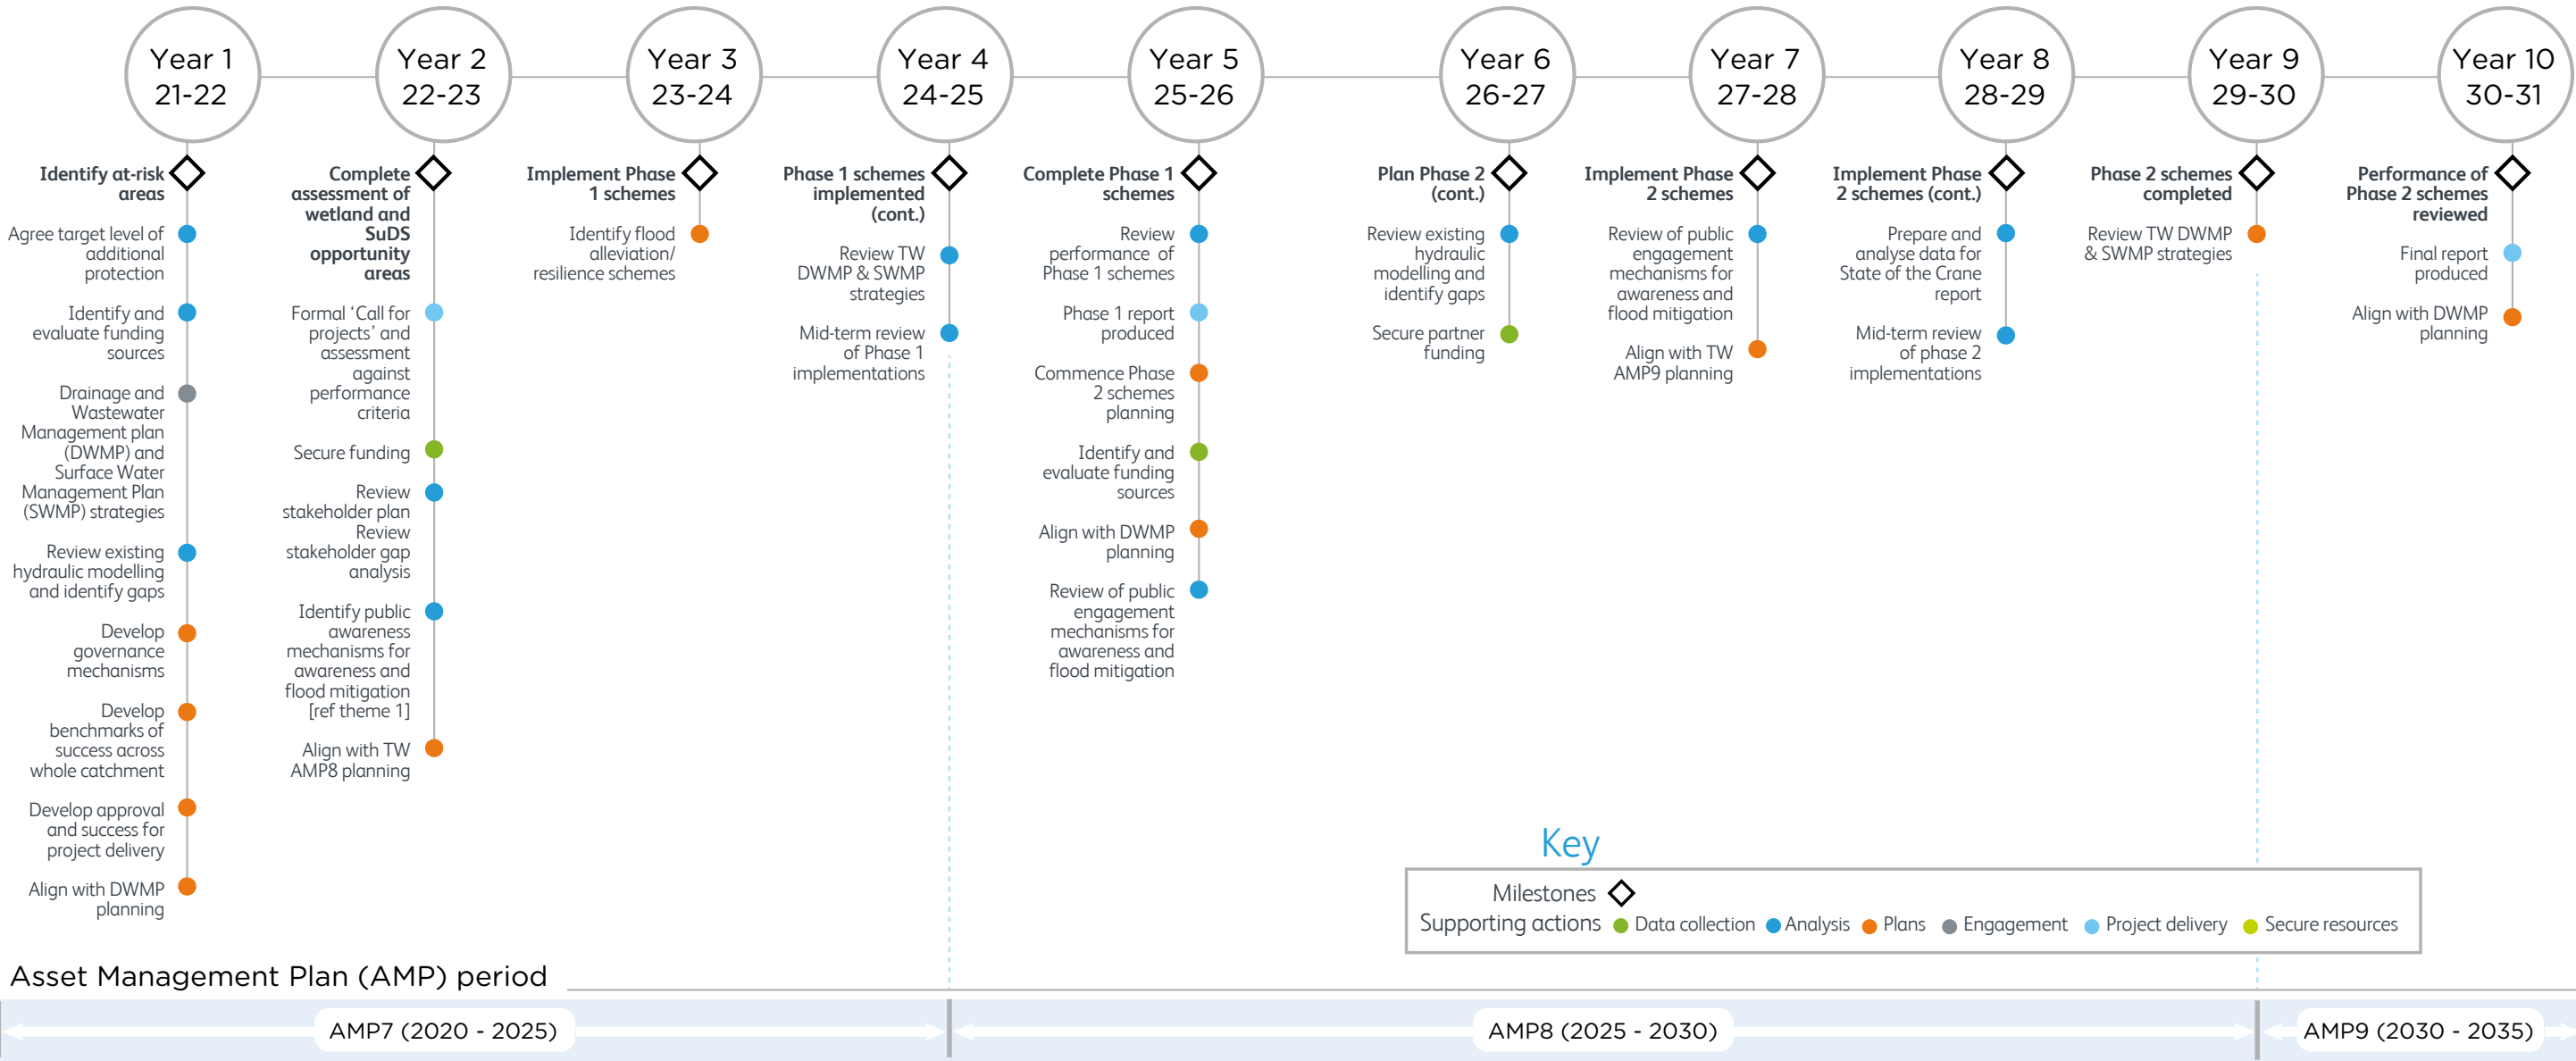 Year 1
21-22
Year 2
22-23
Year 3
23-24
Year 4
24-25
Year 5
25-26
Year 6
26-27
Year 7
27-28
Year 8
28-29
Year 9
29-30
Year 10
30-31
Identify at-risk
areas
Agree target level of
additional
protection
Identify and
evaluate funding
sources
Drainage and
Wastewater
Management plan
(DWMP) and
Surface Water
Management Plan
(SWMP) strategies
Review existing
hydraulic modelling
and identify gaps
Develop
governance
mechanisms
Develop
benchmarks of
success across
whole catchment
Develop approval
and success for
project delivery
Align with DWMP
planning
Complete
assessment of
wetland and
SuDS
opportunity
areas
Formal ‘Call for
projects’ and
assessment
against
performance
criteria
Secure funding
Review
stakeholder plan
Review
stakeholder gap
analysis
Identify public
awareness
mechanisms for
awareness and
flood mitigation
[ref theme 1]
Align with TW
AMP8 planning
Implement Phase
1 schemes
Identify flood
alleviation/
resilience schemes
Phase 1 schemes
implemented
(cont.)
Review TW
DWMP & SWMP
strategies
Mid-term review
of Phase 1
implementations
Complete Phase 1
schemes
Review
performance of
Phase 1 schemes
Phase 1 report
produced
Commence Phase
2 schemes
planning
Identify and
evaluate funding
sources
Align with DWMP
planning
Review of public
engagement
mechanisms for
awareness and
flood mitigation
Plan Phase 2
(cont.)
Review existing
hydraulic
modelling and
identify gaps
Secure partner
funding
Implement Phase
2 schemes
Review of public
engagement
mechanisms for
awareness and
flood mitigation
Align with TW
AMP9 planning
Implement Phase
2 schemes (cont.)
Prepare and
analyse data for
State of the Crane
report
Mid-term review
of phase 2
implementations
Phase 2 schemes
completed
Review TW DWMP
& SWMP strategies
Performance of
Phase 2 schemes
reviewed
Final report
produced
Align with DWMP
planning
Key
Milestones
Supporting actions Data collection Analysis Plans Engagement Project delivery Secure resources
Asset Management Plan (AMP) period
AMP7 (2020 - 2025)
AMP8 (2025 - 2030)
AMP9 (2030 - 2035)